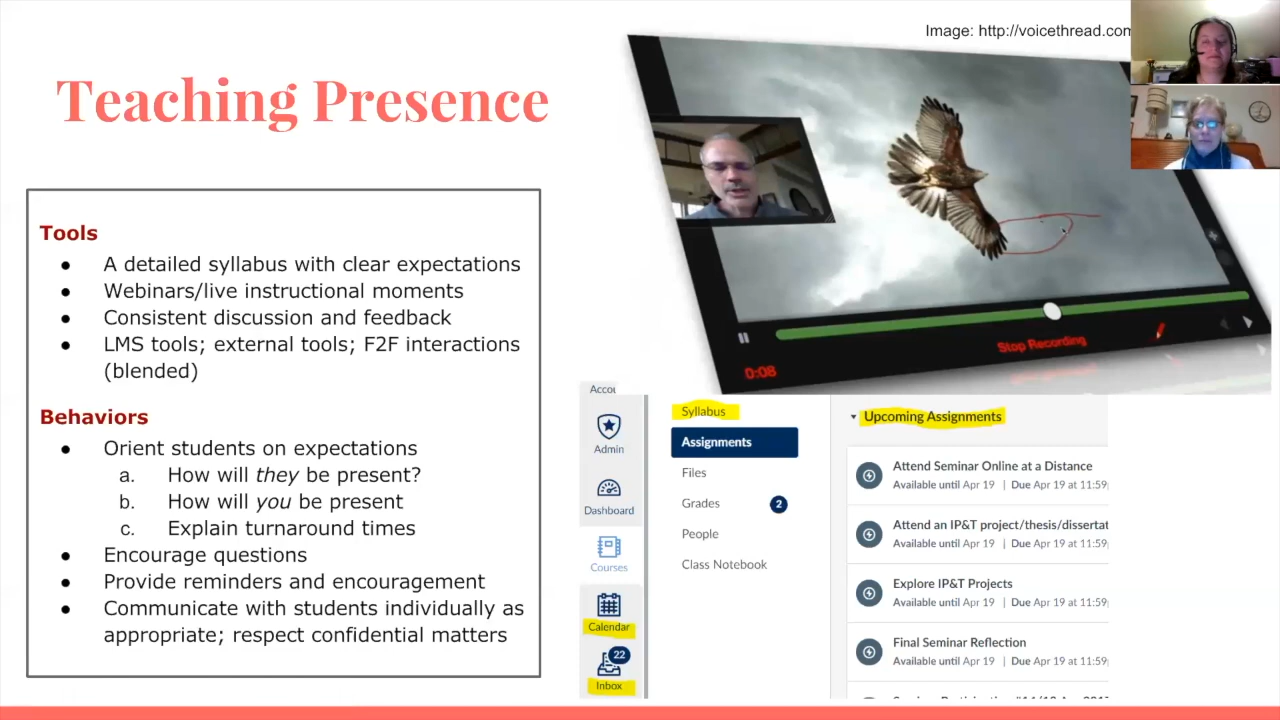 Image: http://voicethread.com
Teaching Presence
Tools
● A detailed syllabus with clear expectations
● Webinars/live instructional moments
● Consistent discussion and feedback
● LMS tools; external tools; F2F interactions
(blended)
Behaviors
● Orient students on expectations
a. How will they be present?
b. How will you be present
c. Explain turnaround times
● Encourage questions
● Provide reminders and encouragement
● Communicate with students individually as
appropriate; respect confidential matters
Stop Recording
0:08
Admin
Dashboard
Courses
Calendar
22
Inbox
Syllabus
Assignments
Files
Grades 2
People
Class Notebook
Upcoming Assignments
Attend Seminar Online at a Distance
Available until Apr 19 | Due Apr 19 at 11:59
Attend an IP&T project/thesis/dissertat
Available until Apr 19 | Due Apr 19 at 11:59
Explore IP&T Projects
Available until Apr 19 | Due Apr 19 at 11:59
Final Seminar Reflection
Available until Apr 19 | Due Apr 19 at 11:59